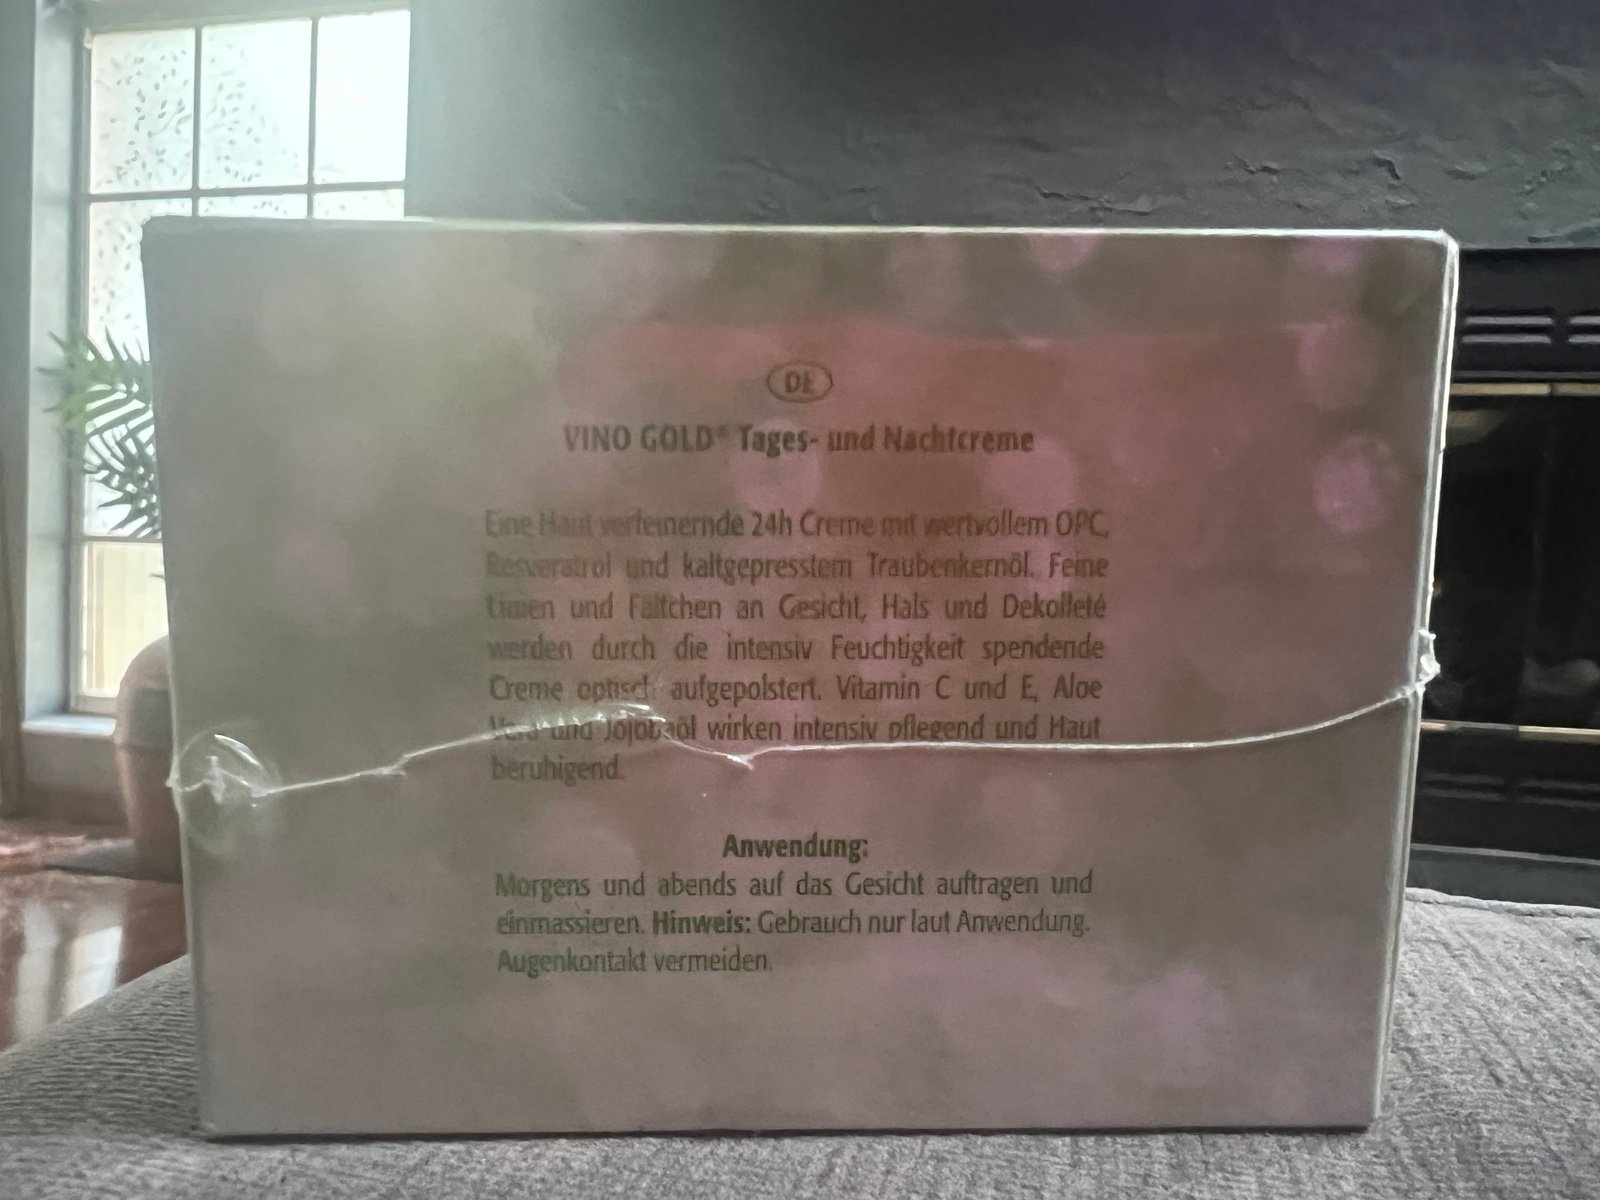 DE
VINO GOLD® Tages- und Nachtcreme
Eine Haut verfeinernde 24h Creme mit wertvollem OPC,
Resveratrol und kaltgepresstem Traubenkernöl. Feine
Linien und Fältchen an Gesicht, Hals und Dekolleté
werden durch die intensiv Feuchtigkeit spendende
Creme optisch aufgepolstert. Vitamin C und E, Aloe
Vera und Jojobaöl wirken intensiv pflegend und Haut
beruhigend.
Anwendung:
Morgens und abends auf das Gesicht auftragen und
einmassieren. Hinweis: Gebrauch nur laut Anwendung.
Augenkontakt vermeiden.